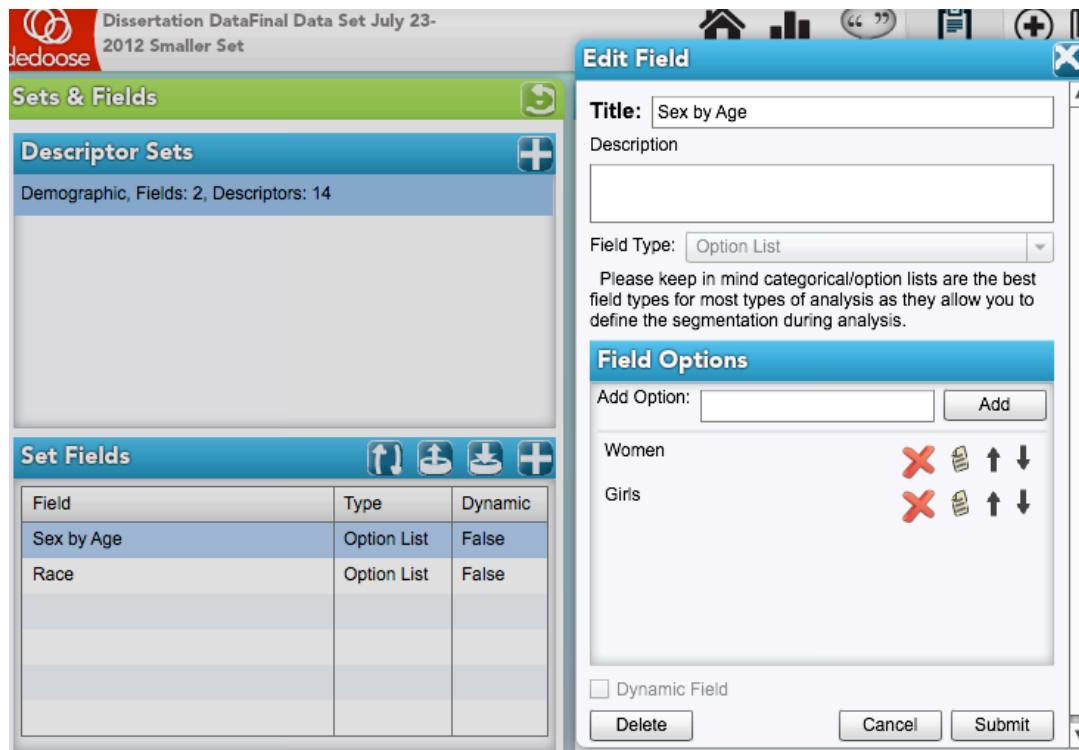 Dissertation DataFinal Data Set July 23-
2012 Smaller Set
dedoose
Sets & Fields
Descriptor Sets
Demographic, Fields: 2, Descriptors: 14
Set Fields
Field Type Dynamic
Sex by Age Option List False
Race Option List False
Edit Field
Title: Sex by Age
Description
Field Type: Option List
Please keep in mind categorical/option lists are the best
field types for most types of analysis as they allow you to
define the segmentation during analysis.
Field Options
Add Option: Add
Women
Girls
Dynamic Field
Delete Cancel Submit